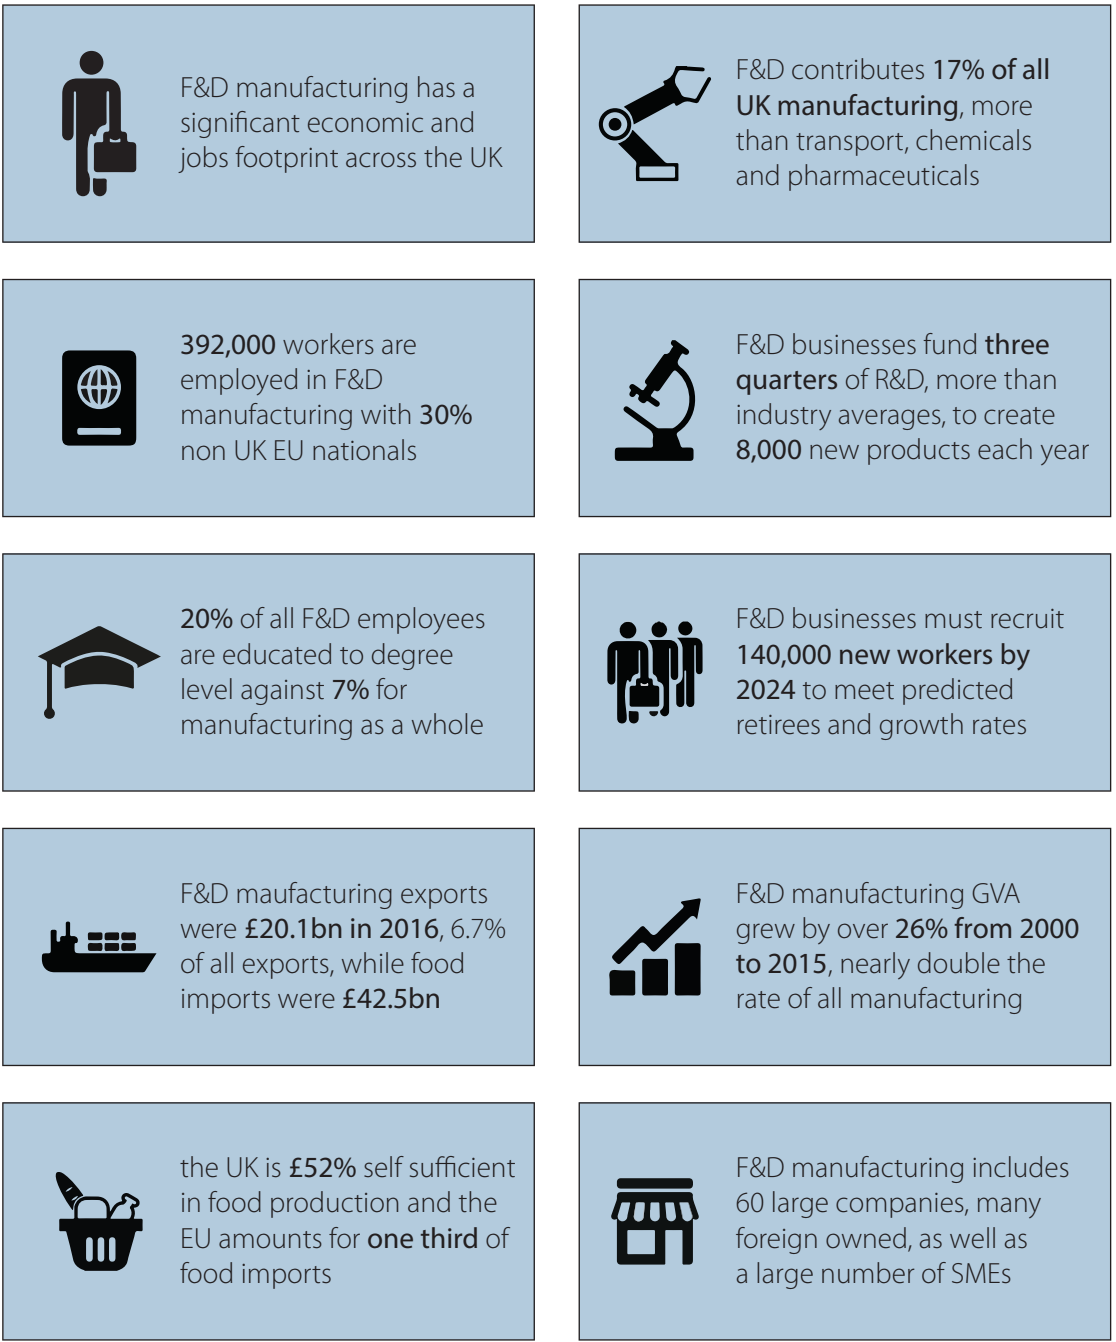 F&D manufacturing has a
significant economic and
jobs footprint across the UK
F&D contributes 17% of all
UK manufacturing, more
than transport, chemicals
and pharmaceuticals
392,000 workers are
employed in F&D
manufacturing with 30%
non UK EU nationals
F&D businesses fund three
quarters of R&D, more than
industry averages, to create
8,000 new products each year
20% of all F&D employees
are educated to degree
level against 7% for
manufacturing as a whole
F&D businesses must recruit
140,000 new workers by
2024 to meet predicted
retirees and growth rates
F&D maufacturing exports
were £20.1bn in 2016, 6.7%
of all exports, while food
imports were £42.5bn
F&D manufacturing GVA
grew by over 26% from 2000
to 2015, nearly double the
rate of all manufacturing
the UK is £52% self sufficient
in food production and the
EU amounts for one third of
food imports
F&D manufacturing includes
60 large companies, many
foreign owned, as well as
a large number of SMEs